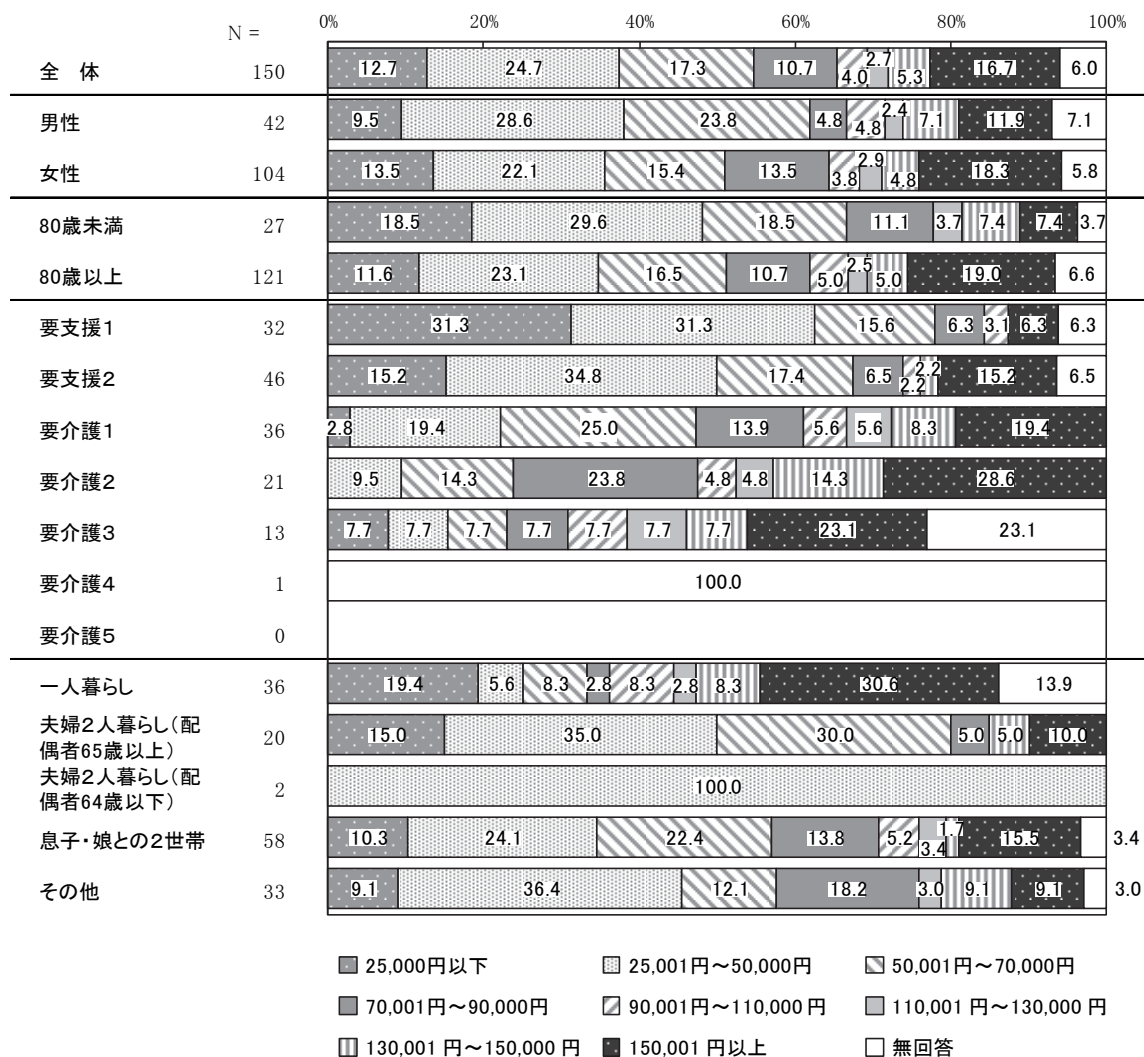 0% 20% 40% 60% 80% 100%
N =
全 体 150 12.7 24.7 17.3 10.7 4.0 2.7 5.3 16.7 6.0
男性 42 9.5 28.6 23.8 4.8 4.8 2.4 7.1 11.9 7.1
女性 104 13.5 22.1 15.4 13.5 3.8 2.9 4.8 18.3 5.8
80歳未満 27 18.5 29.6 18.5 11.1 3.7 7.4 7.4 3.7
80歳以上 121 11.6 23.1 16.5 10.7 5.0 2.5 5.0 19.0 6.6
要支援1 32 31.3 31.3 15.6 6.3 3.1 6.3 6.3
要支援2 46 15.2 34.8 17.4 6.5 2.2 2.2 15.2 6.5
要介護1 36 2.8 19.4 25.0 13.9 5.6 5.6 8.3 19.4
要介護2 21 9.5 14.3 23.8 4.8 4.8 14.3 28.6
要介護3 13 7.7 7.7 7.7 7.7 7.7 7.7 7.7 23.1 23.1
要介護4 1 100.0
要介護5 0
一人暮らし 36 19.4 5.6 8.3 2.8 8.3 2.8 8.3 30.6 13.9
夫婦2人暮らし(配
偶者65歳以上) 20 15.0 35.0 30.0 5.0 5.0 10.0
夫婦2人暮らし(配
偶者64歳以下) 2 100.0
息子・娘との2世帯 58 10.3 24.1 22.4 13.8 5.2 3.4 1.7 15.5 3.4
その他 33 9.1 36.4 12.1 18.2 3.0 9.1 9.1 3.0
25,000円以下 25,001円～50,000円 50,001円～70,000円
70,001円～90,000円 90,001円～110,000円 110,001円～130,000円
130,001円～150,000円 150,001円以上 無回答